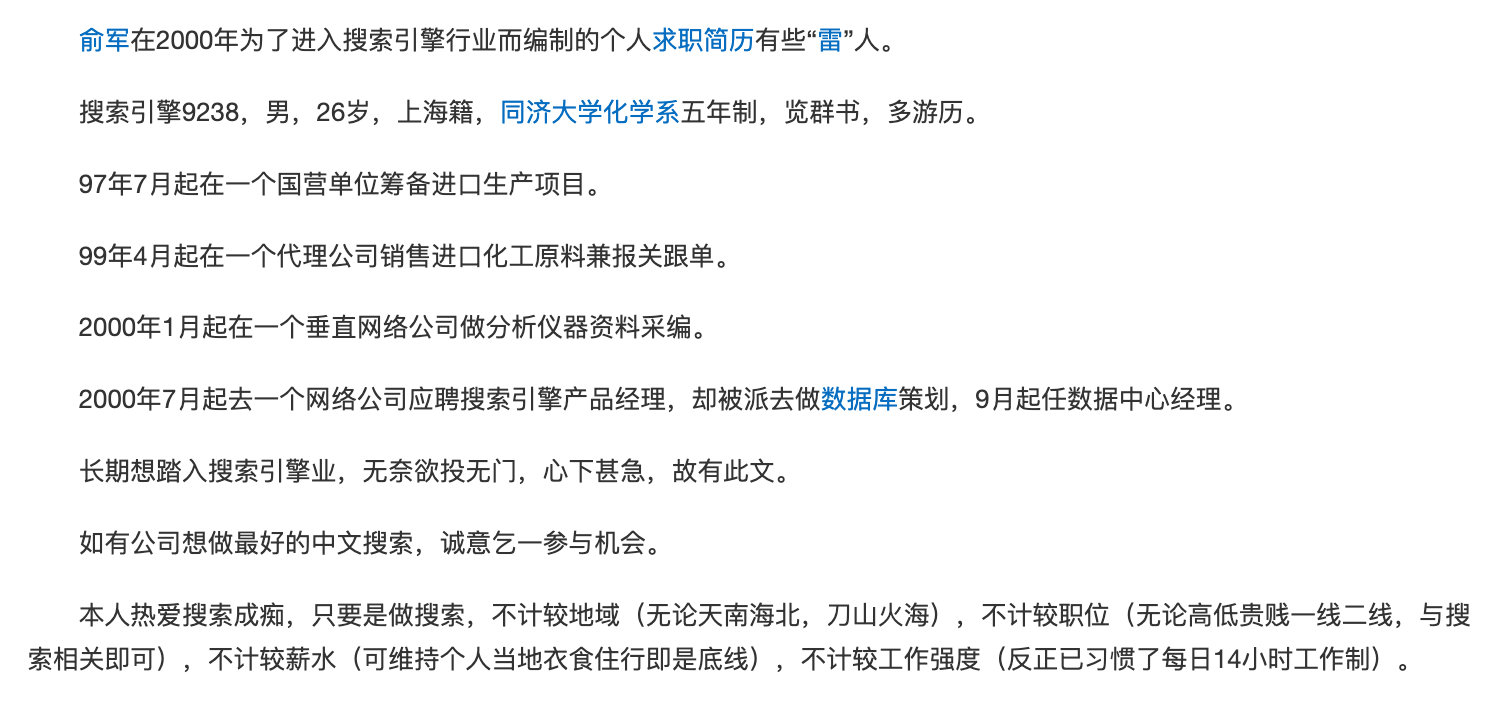 俞军在2000年为了进入搜索引擎行业而编制的个人求职简历有些“雷”人。
搜索引擎9238，男，26岁，上海籍，同济大学化学系五年制，览群书，多游历。
97年7月起在一个国营单位筹备进口生产项目。
99年4月起在一个代理公司销售进口化工原料兼报关跟单。
2000年1月起在一个垂直网络公司做分析仪器资料采编。
2000年7月起去一个网络公司应聘搜索引擎产品经理，却被派去做数据库策划，9月起任数据中心经理。
长期想踏入搜索引擎业，无奈欲投无门，心下甚急，故有此文。
如有公司想做最好的中文搜索，诚意乞一参与机会。
本人热爱搜索成痴，只要是做搜索，不计较地域（无论天南海北，刀山火海），不计较职位（无论高低贵贱一线二线，与搜
索相关即可），不计较薪水（可维持个人当地衣食住行即是底线），不计较工作强度（反正已习惯了每日14小时工作制）。